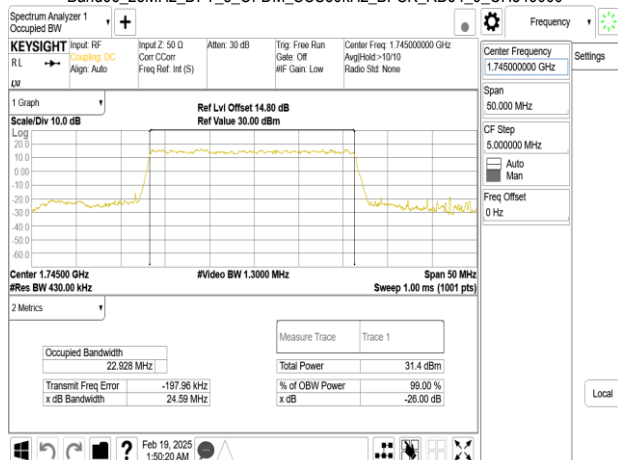 Spectrum Analyzer 1
Occupied BW
+
Frequency
KEYSIGHT
RL
LXI
Input: RF
Coupling: DC
Align: Auto
Input Z: 50 Ω
Corr CCorr
Freq Ref: Int (S)
Atten: 30 dB
Trig: Free Run
Gate: Off
#IF Gain: Low
Center Freq: 1.745000000 GHz
Avg|Hold:>10/10
Radio Std: None
Center Frequency
1.745000000 GHz
Settings
Span
50.000 MHz
CF Step
5.000000 MHz
Auto
Man
Freq Offset
0 Hz
Local
1 Graph
Scale/Div 10.0 dB
Ref Lvl Offset 14.80 dB
Ref Value 30.00 dBm
Log
20.0
10.0
0.00
-10.0
-20.0
-30.0
-40.0
-50.0
-60.0
Center 1.74500 GHz
#Video BW 1.3000 MHz
Span 50 MHz
#Res BW 430.00 kHz
Sweep 1.00 ms (1001 pts)
2 Metrics
Measure Trace
Trace 1
Occupied Bandwidth
22.928 MHz
Total Power
31.4 dBm
Transmit Freq Error
-197.96 kHz
% of OBW Power
99.00 %
x dB Bandwidth
24.59 MHz
x dB
-26.00 dB
?
Feb 19, 2025
1:50:20 AM